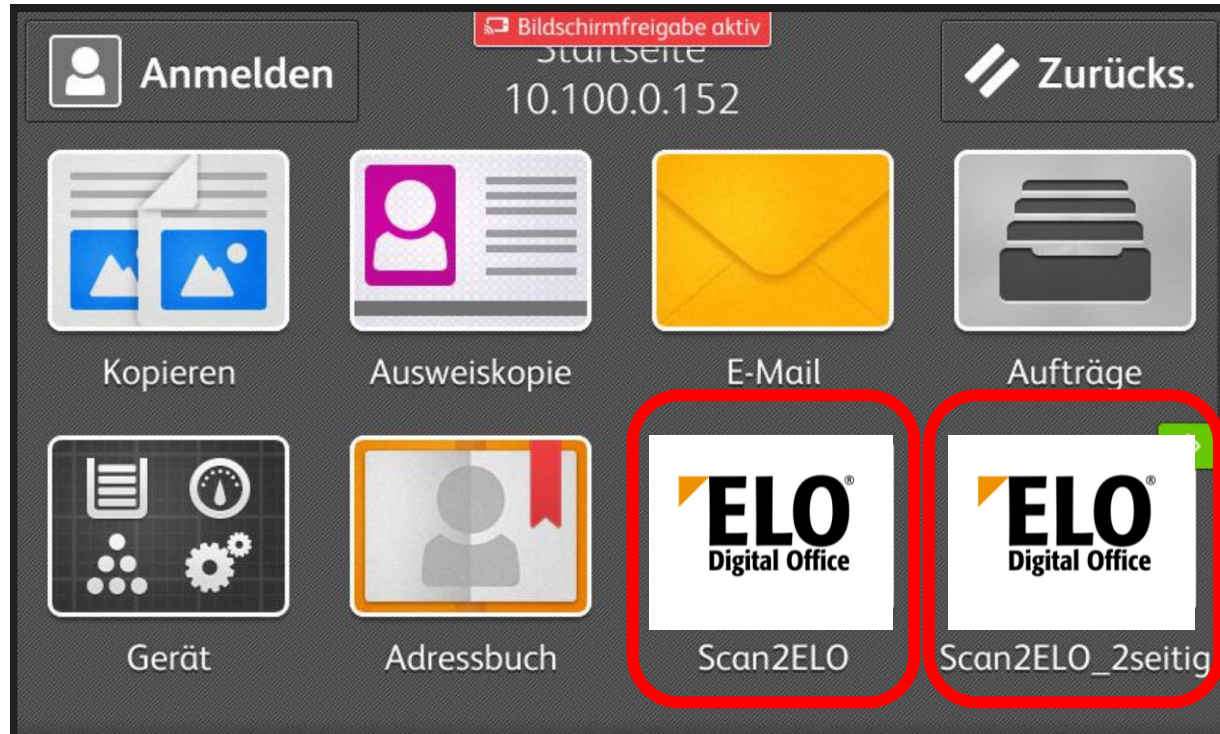 Bildschirmfreigabe aktiv
Anmelden
Startseite
10.100.0.152
Zurücks.
Kopieren
Ausweiskopie
E-Mail
Aufträge
ELO®
Digital Office
ELO®
Digital Office
Gerät
Adressbuch
Scan2ELO
Scan2ELO_2seitig